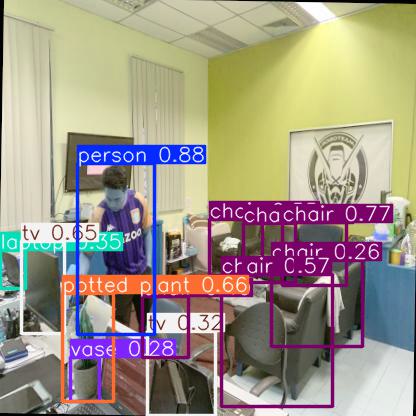 person 0.88
chair 0.77
tv 0.65
laptop 0.35
chair 0.26
chair 0.57
potted plant 0.66
tv 0.32
vase 0.28
ZOO